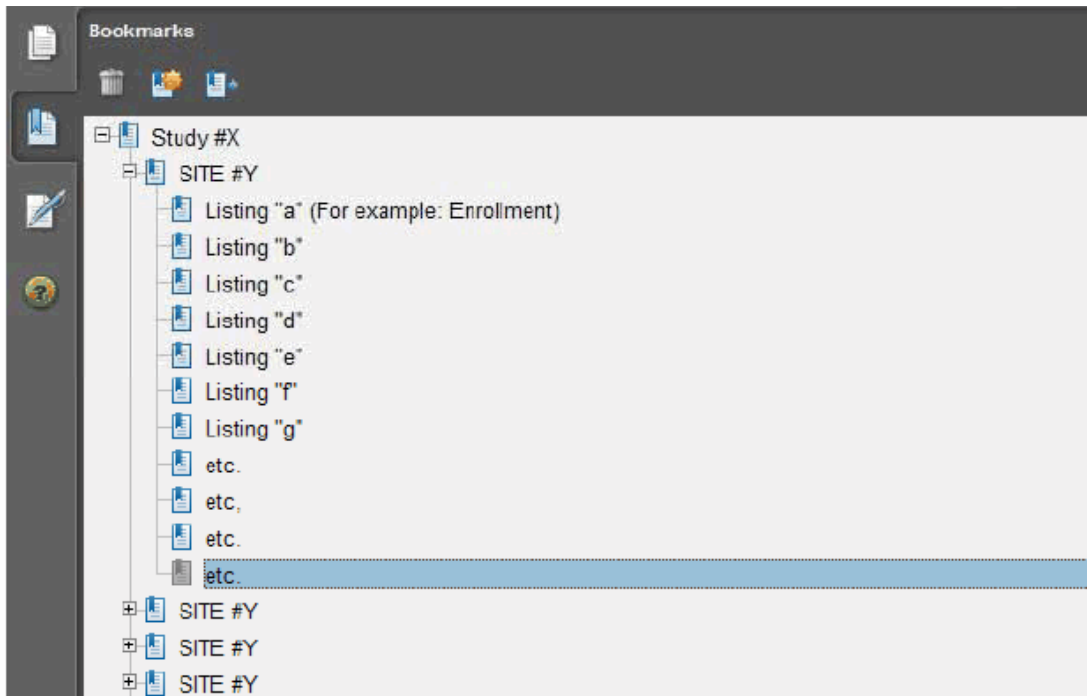 Bookmarks
Study #X
SITE #Y
Listing "a" (For example: Enrollment)
Listing "b"
Listing "c"
Listing "d"
Listing "e"
Listing "f"
Listing "g"
etc.
etc,
etc.
etc.
SITE #Y
SITE #Y
SITE #Y